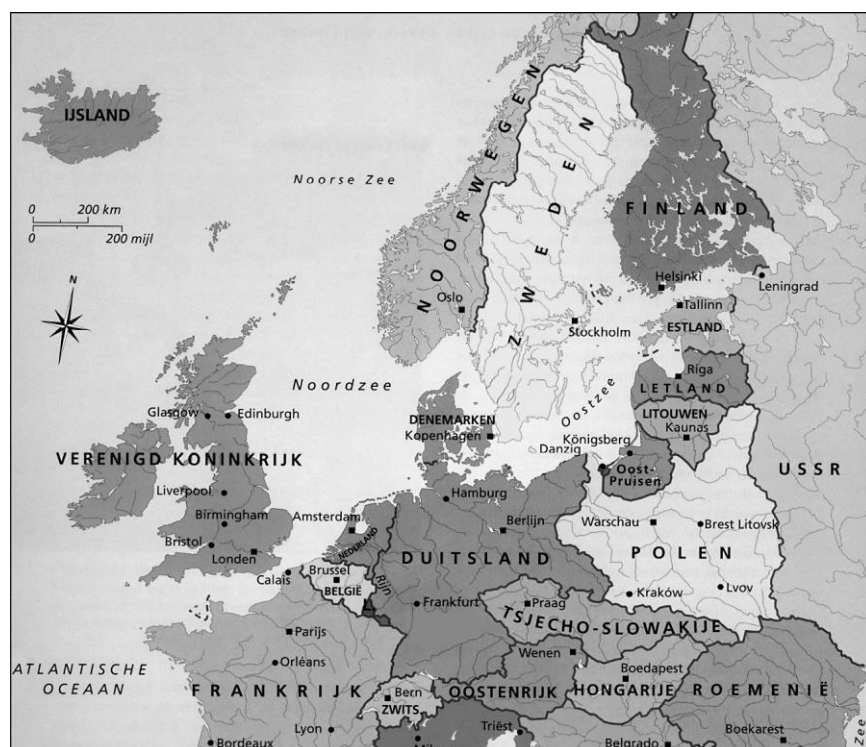 IJSLAND
Noorse Zee
0 200 km
0 200 mijl
N
NOORWEGEN
ZWEDEN
FINLAND
Helsinki
Leningrad
Tallinn
Oslo
Stockholm
ESTLAND
Noordzee
Oostzee
Riga
LETLAND
Glasgow
Edinburgh
DENEMARKEN
Kopenhagen
LITOUWEN
Kaunas
Königsberg
Danzig
Oost-
Pruisen
VERENIGD KONINKRIJK
USSR
Liverpool
Hamburg
Birmingham
Amsterdam
Berlijn
Warschau
Brest Litovsk
Bristol
NEDERLAND
Londen
DUITSLAND
POLEN
Calais
Brussel
BELGIË
Rijn
Kraków
Lvov
L
Frankfurt
Praag
TSJECHO-SLOWAKIJE
Parijs
Wenen
Orléans
Boedapest
ATLANTISCHE
OCEAAN
FRANKRIJK
Bern
ZWITS
OOSTENRIJK
HONGARIJE
ROEMENIË
Lyon
Triëst
Bordeaux
Belgrado
Boekarest